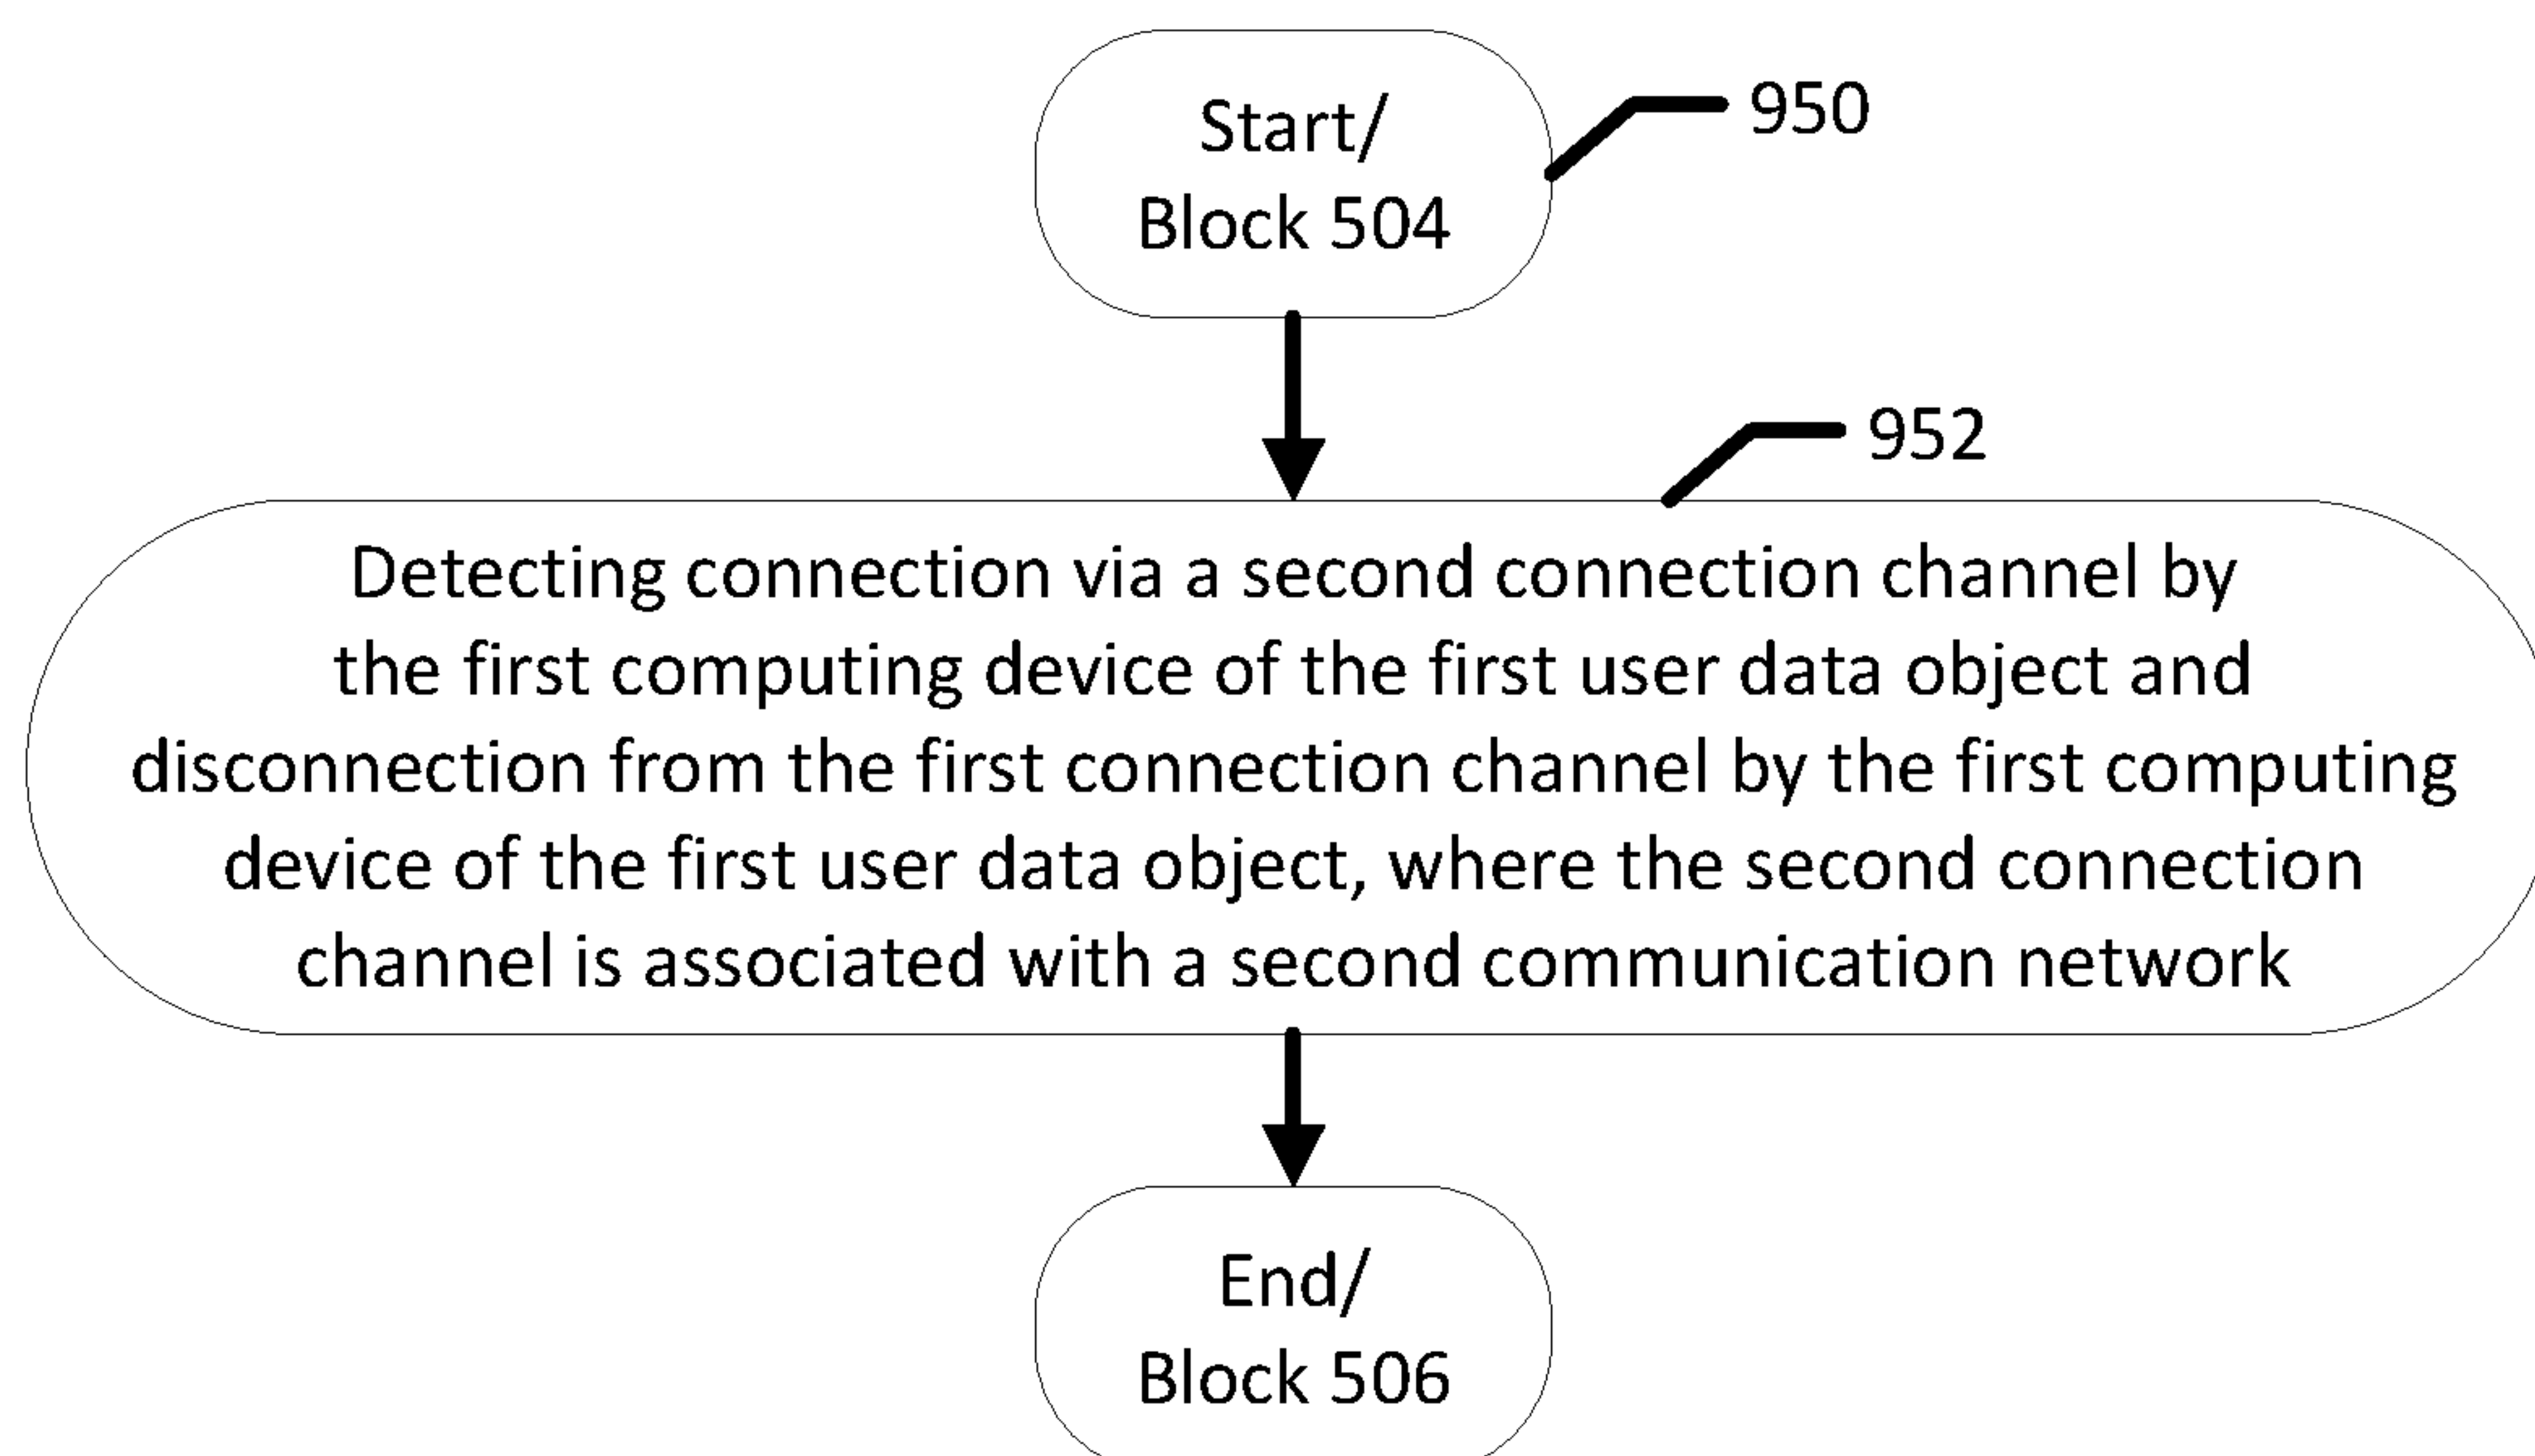 Start/
Block 504
950
952
Detecting connection via a second connection channel by
the first computing device of the first user data object and
disconnection from the first connection channel by the first computing
device of the first user data object, where the second connection
channel is associated with a second communication network
End/
Block 506